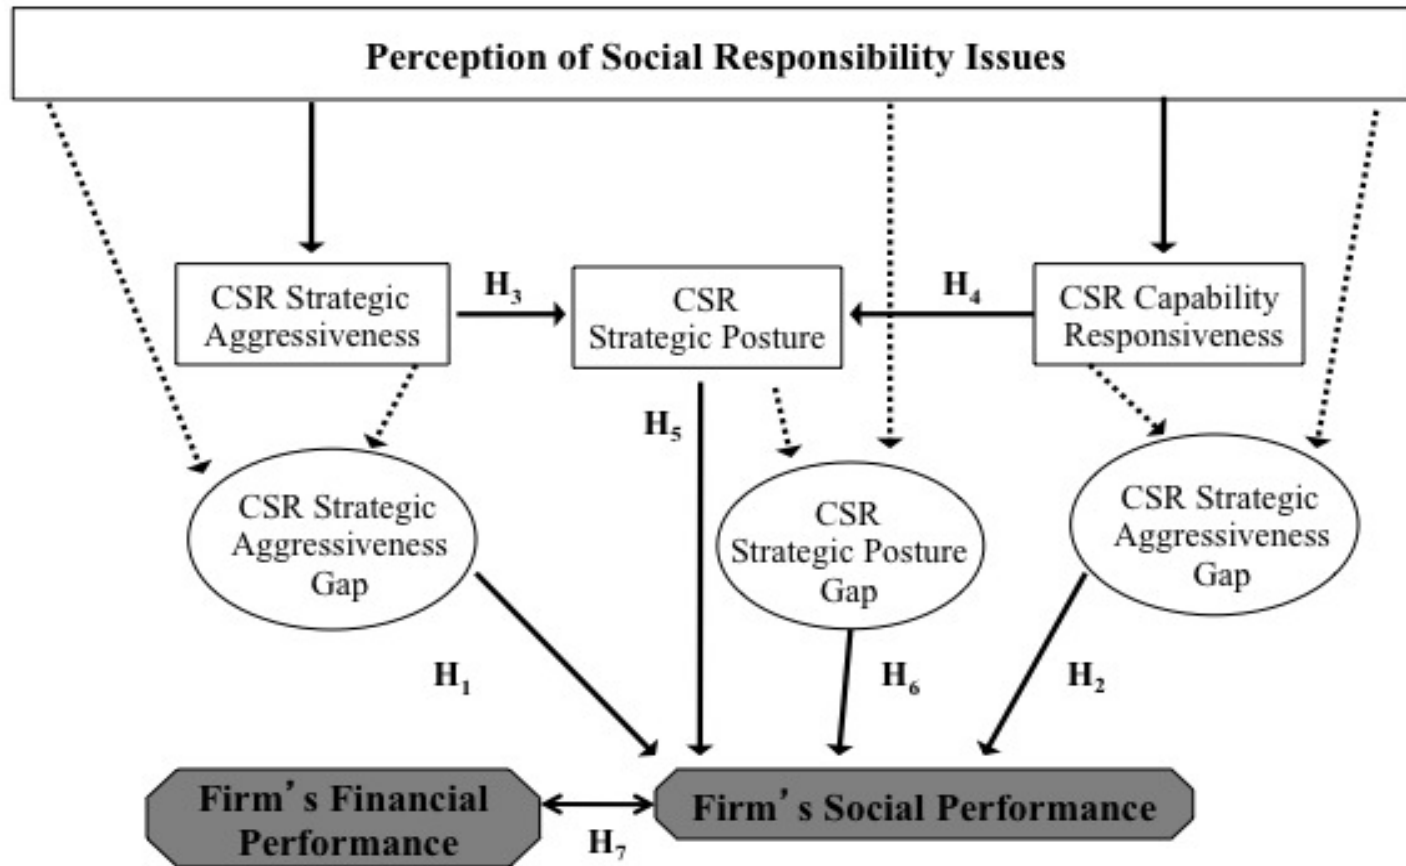 Perception of Social Responsibility Issues
CSR Strategic
Aggressiveness
H₃
CSR
Strategic Posture
H₄
CSR Capability
Responsiveness
H₅
CSR Strategic
Aggressiveness
Gap
CSR
Strategic Posture
Gap
CSR Strategic
Aggressiveness
Gap
H₁
H₆
H₂
Firm’s Financial
Performance
H₇
Firm’s Social Performance